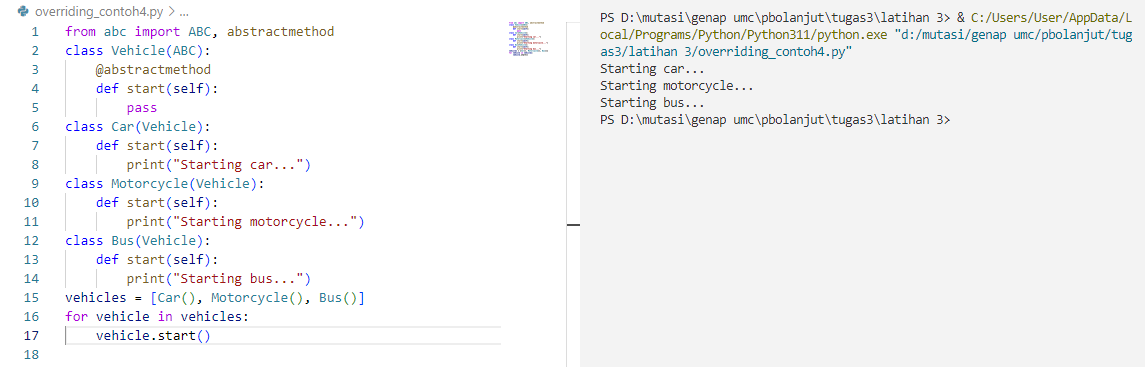 overriding_contoh4.py > ...
1 from abc import ABC, abstractmethod
2 class Vehicle(ABC):
3     @abstractmethod
4     def start(self):
5         pass
6 class Car(Vehicle):
7     def start(self):
8         print("Starting car...")
9 class Motorcycle(Vehicle):
10     def start(self):
11         print("Starting motorcycle...")
12 class Bus(Vehicle):
13     def start(self):
14         print("Starting bus...")
15 vehicles = [Car(), Motorcycle(), Bus()]
16 for vehicle in vehicles:
17     vehicle.start()
18
PS D:\mutasi\genap umc\pbolanjut\tugas3\latihan 3> & C:/Users/User/AppData/L
ocal/Programs/Python/Python311/python.exe "d:/mutasi/genap umc/pbolanjut/tug
as3/latihan 3/overriding_contoh4.py"
Starting car...
Starting motorcycle...
Starting bus...
PS D:\mutasi\genap umc\pbolanjut\tugas3\latihan 3>